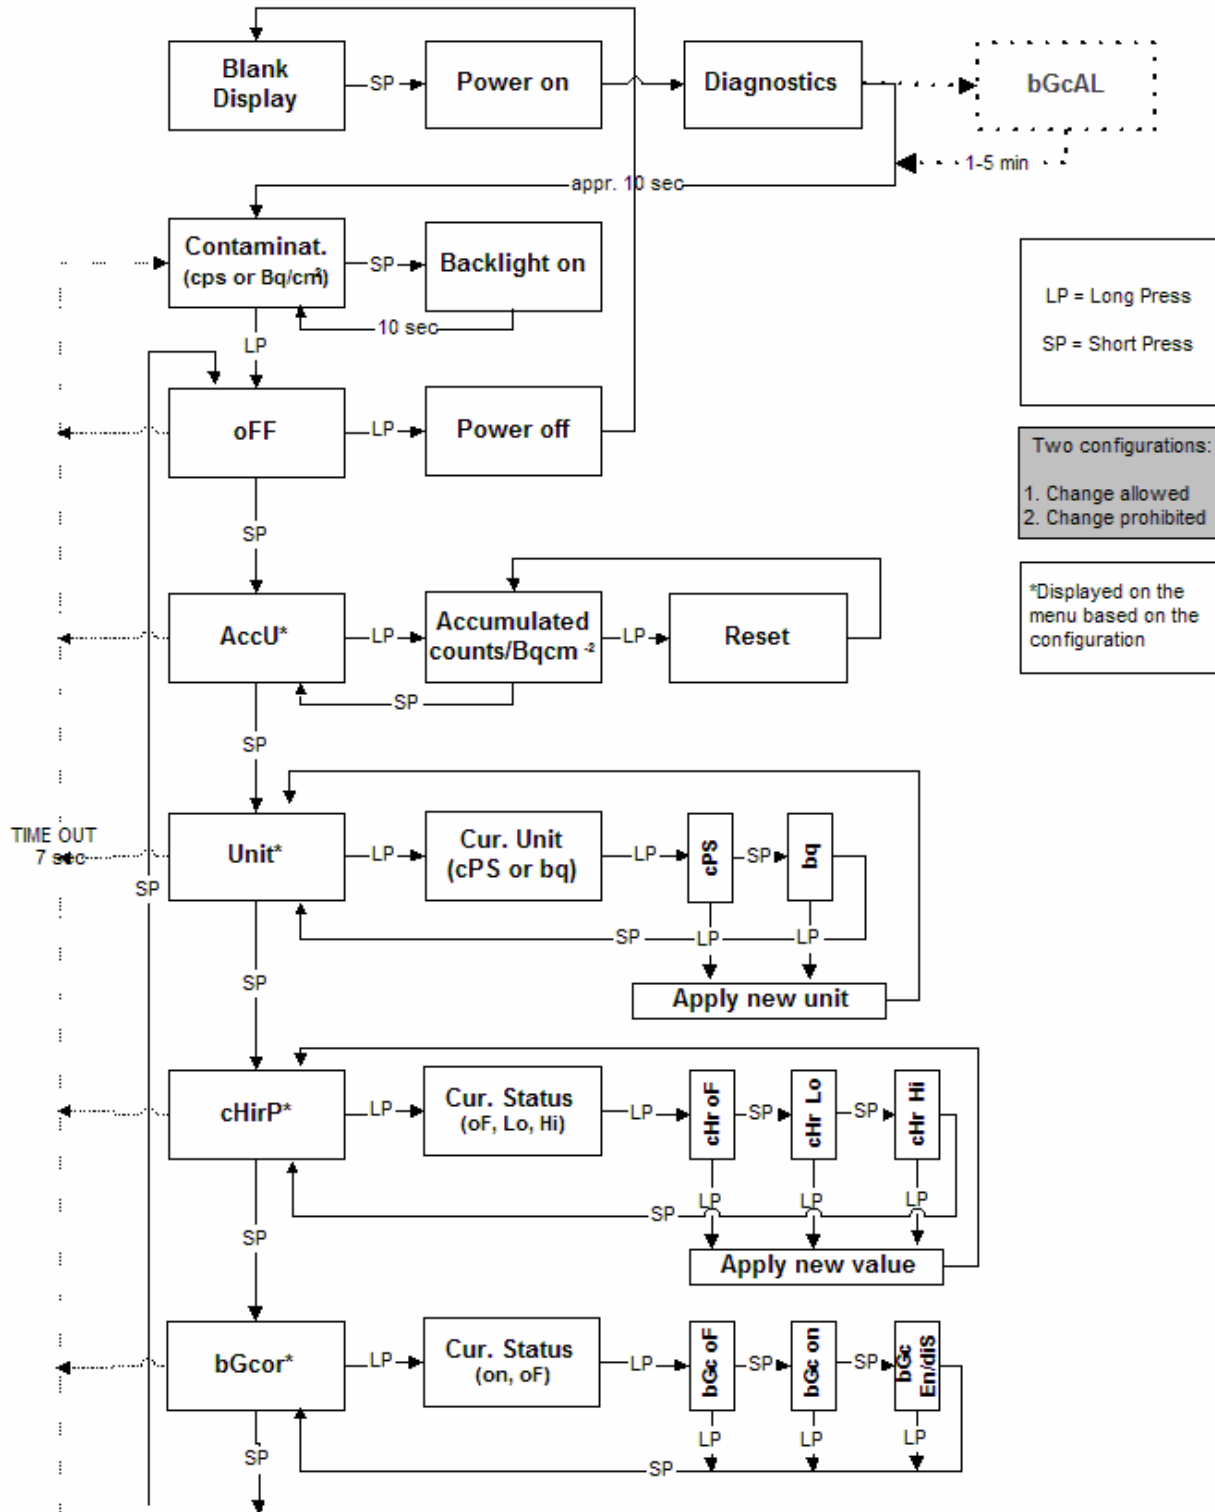 Blank
Display
SP
Power on
Diagnostics
bGcAL
1-5 min
appr. 10 sec
Contaminat.
(cps or Bq/cm²)
SP
Backlight on
10 sec
LP
LP = Long Press
SP = Short Press
oFF
LP
Power off
Two configurations:
1. Change allowed
2. Change prohibited
SP
*Displayed on the
menu based on the
configuration
AccU*
LP
Accumulated
counts/Bqcm -2
LP
Reset
SP
SP
TIME OUT
7 sec
SP
Unit*
LP
Cur. Unit
(cPS or bq)
LP
cPS
SP
bq
SP
LP
LP
Apply new unit
SP
cHirP*
LP
Cur. Status
(oF, Lo, Hi)
LP
cHr oF
SP
cHr Lo
SP
cHr Hi
LP
LP
LP
SP
Apply new value
SP
bGcor*
LP
Cur. Status
(on, oF)
LP
bGc oF
SP
bGc on
SP
bGc
En/diS
LP
LP
LP
SP
SP